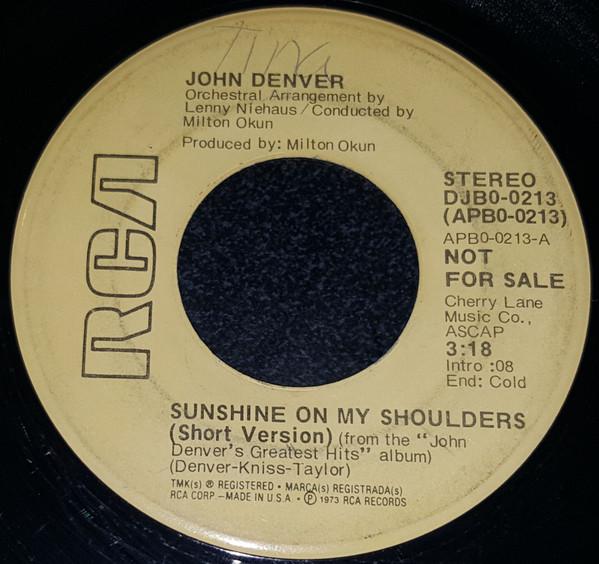 Tina
JOHN DENVER
Orchestral Arrangement by
Lenny Niehaus/Conducted by
Milton Okun
Produced by: Milton Okun
RCA
STEREO
DJB0-0213
(APB0-0213)
APB0-0213-A
NOT
FOR SALE
Cherry Lane
Music Co.,
ASCAP
3:18
Intro :08
End: Cold
SUNSHINE ON MY SHOULDERS
(Short Version) (from the "John
Denver's Greatest Hits" album)
(Denver-Kniss-Taylor)
TMK(s) ® REGISTERED • MARCA(s) REGISTRADA(s)
RCA CORP.–MADE IN U.S.A. • ℗ 1973 RCA RECORDS